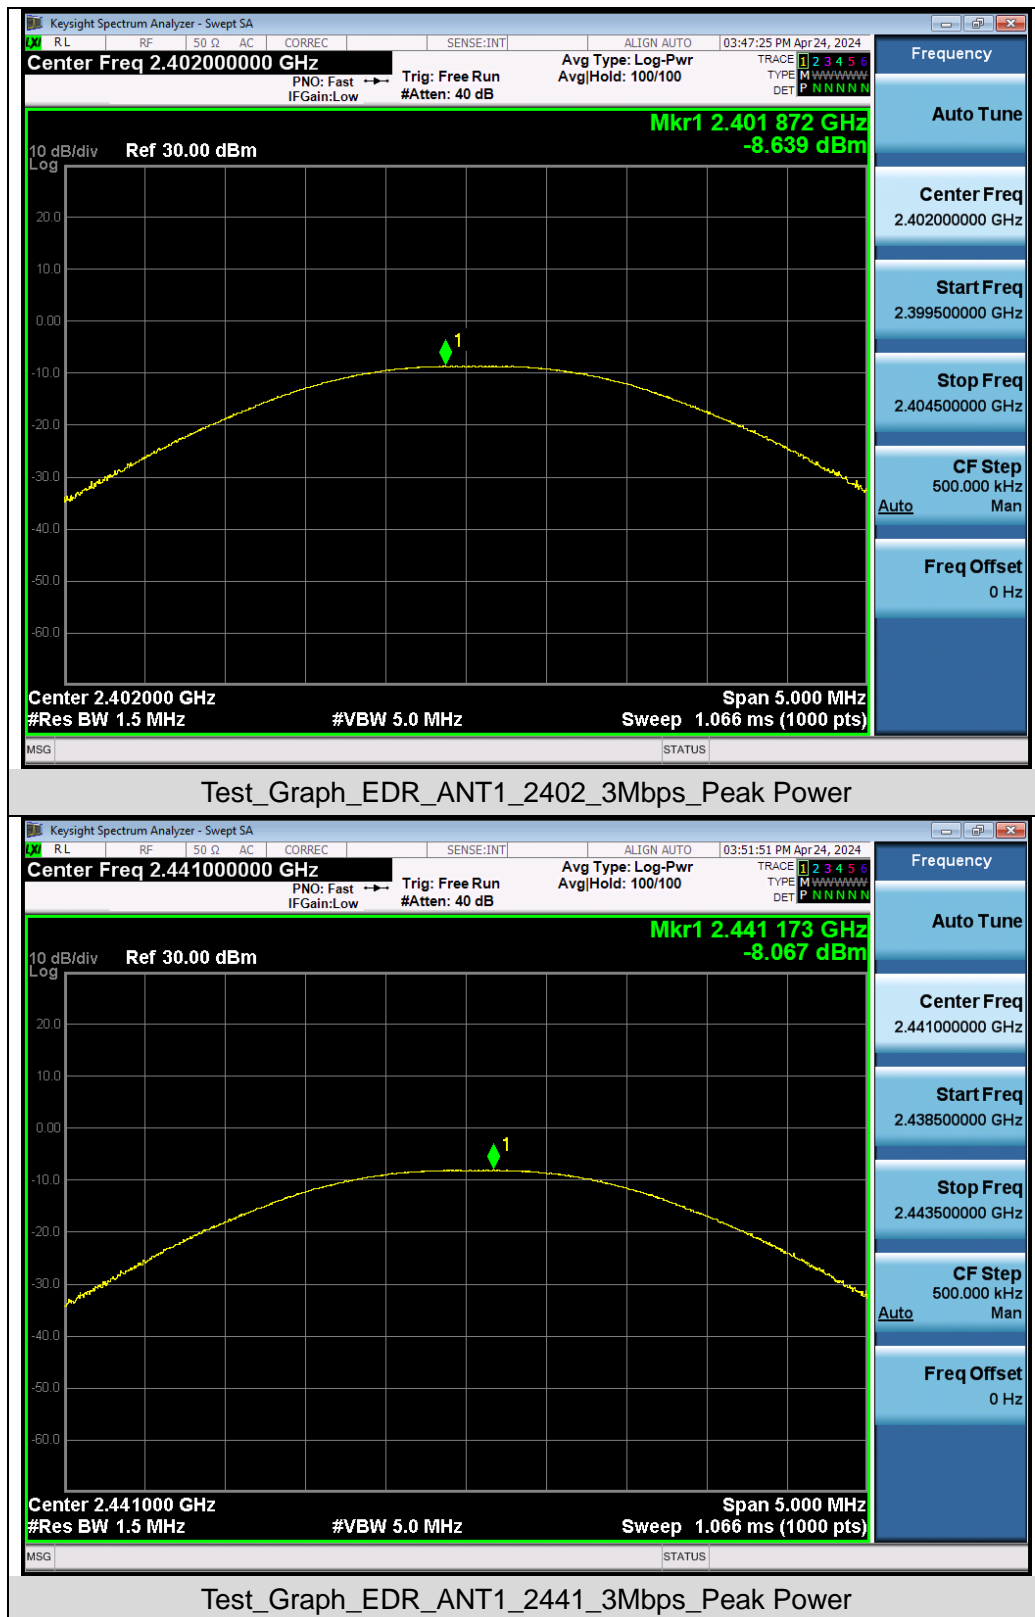 Keysight Spectrum Analyzer - Swept SA
LXI RL RF 50 Ω AC CORREC SENSE:INT ALIGN AUTO 03:47:25 PM Apr 24, 2024
Center Freq 2.402000000 GHz
PNO: Fast
IFGain:Low
Trig: Free Run
#Atten: 40 dB
Avg Type: Log-Pwr
Avg|Hold: 100/100
TRACE 1 2 3 4 5 6
TYPE M WWWWW
DET P N N N N N
Frequency
Mkr1 2.401 872 GHz
-8.639 dBm
10 dB/div Ref 30.00 dBm
Log
20.0
10.0
0.00
-10.0
-20.0
-30.0
-40.0
-50.0
-60.0
1
Center 2.402000 GHz Span 5.000 MHz
#Res BW 1.5 MHz #VBW 5.0 MHz Sweep 1.066 ms (1000 pts)
MSG STATUS
Auto Tune
Center Freq
2.402000000 GHz
Start Freq
2.399500000 GHz
Stop Freq
2.404500000 GHz
CF Step
500.000 kHz
Auto Man
Freq Offset
0 Hz
Test_Graph_EDR_ANT1_2402_3Mbps_Peak Power
Keysight Spectrum Analyzer - Swept SA
LXI RL RF 50 Ω AC CORREC SENSE:INT ALIGN AUTO 03:51:51 PM Apr 24, 2024
Center Freq 2.441000000 GHz
PNO: Fast
IFGain:Low
Trig: Free Run
#Atten: 40 dB
Avg Type: Log-Pwr
Avg|Hold: 100/100
TRACE 1 2 3 4 5 6
TYPE M WWWWW
DET P N N N N N
Frequency
Mkr1 2.441 173 GHz
-8.067 dBm
10 dB/div Ref 30.00 dBm
Log
20.0
10.0
0.00
-10.0
-20.0
-30.0
-40.0
-50.0
-60.0
1
Center 2.441000 GHz Span 5.000 MHz
#Res BW 1.5 MHz #VBW 5.0 MHz Sweep 1.066 ms (1000 pts)
MSG STATUS
Auto Tune
Center Freq
2.441000000 GHz
Start Freq
2.438500000 GHz
Stop Freq
2.443500000 GHz
CF Step
500.000 kHz
Auto Man
Freq Offset
0 Hz
Test_Graph_EDR_ANT1_2441_3Mbps_Peak Power